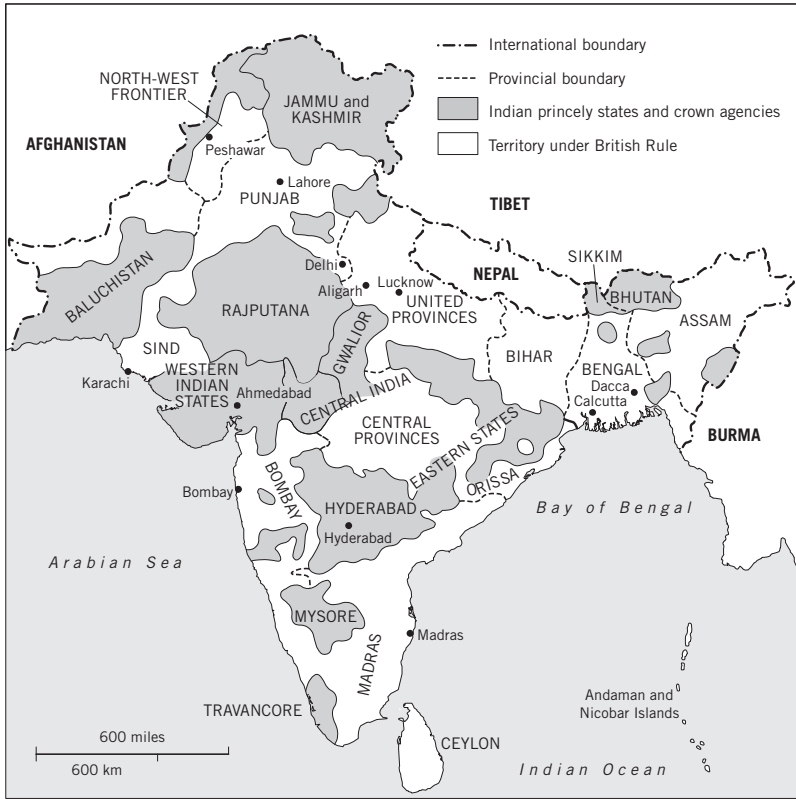 International boundary
Provincial boundary
Indian princely states and crown agencies
Territory under British Rule
NORTH-WEST
FRONTIER
JAMMU and
KASHMIR
AFGHANISTAN
Peshawar
Lahore
PUNJAB
TIBET
BALUCHISTAN
Delhi
Aligarh
Lucknow
UNITED
PROVINCES
NEPAL
SIKKIM
BHUTAN
ASSAM
RAJPUTANA
GWALIOR
SIND
Karachi
WESTERN
INDIAN
STATES
Ahmedabad
CENTRAL INDIA
BIHAR
BENGAL
Dacca
Calcutta
BURMA
CENTRAL
PROVINCES
EASTERN STATES
ORISSA
BOMBAY
Bombay
HYDERABAD
Hyderabad
Bay of Bengal
Arabian Sea
MYSORE
MADRAS
Madras
TRAVANCORE
Andaman and
Nicobar Islands
CEYLON
600 miles
600 km
Indian Ocean